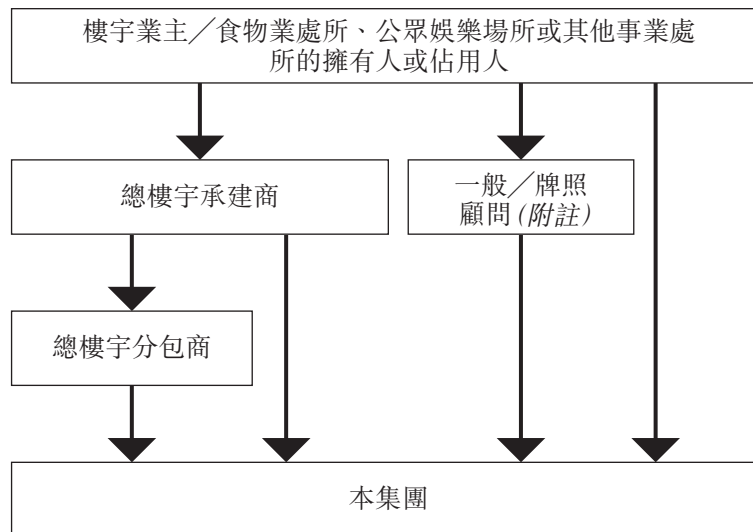 樓宇業主／食物業處所、公眾娛樂場所或其他事業處
所的擁有人或佔用人
總樓宇承建商
一般／牌照
顧問(附註)
總樓宇分包商
本集團